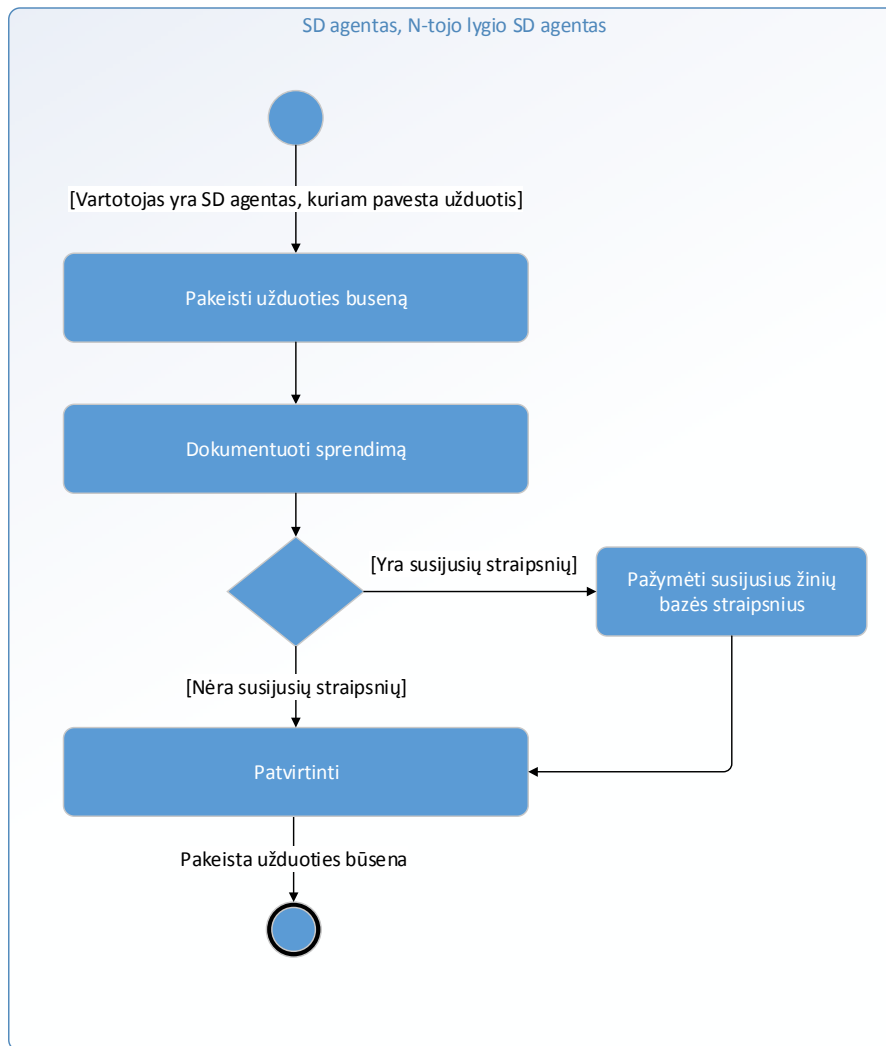 SD agentas, N-tojo lygio SD agentas
[Vartotojas yra SD agentas, kuriam pavesta užduotis]
Pakeisti užduoties buseną
Dokumentuoti sprendimą
[Yra susijusių straipsnių]
Pažymėti susijusius žinių
bazės straipsnius
[Nėra susijusių straipsnių]
Patvirtinti
Pakeista užduoties būsena